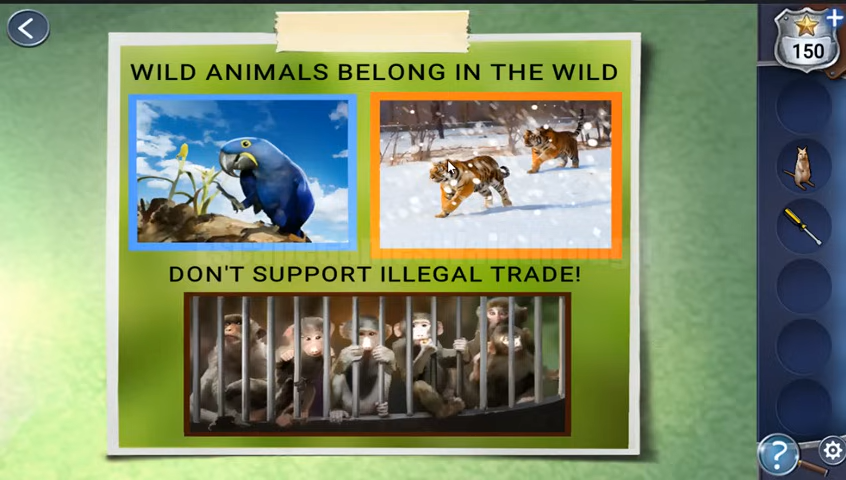 WILD ANIMALS BELONG IN THE WILD
DON'T SUPPORT ILLEGAL TRADE!
150
+
?